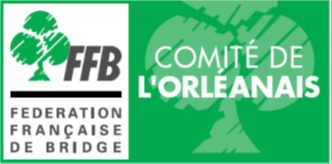 FFB
FEDERATION
FRANÇAISE
DE BRIDGE
COMITÉ DE
L'ORLÉANAIS